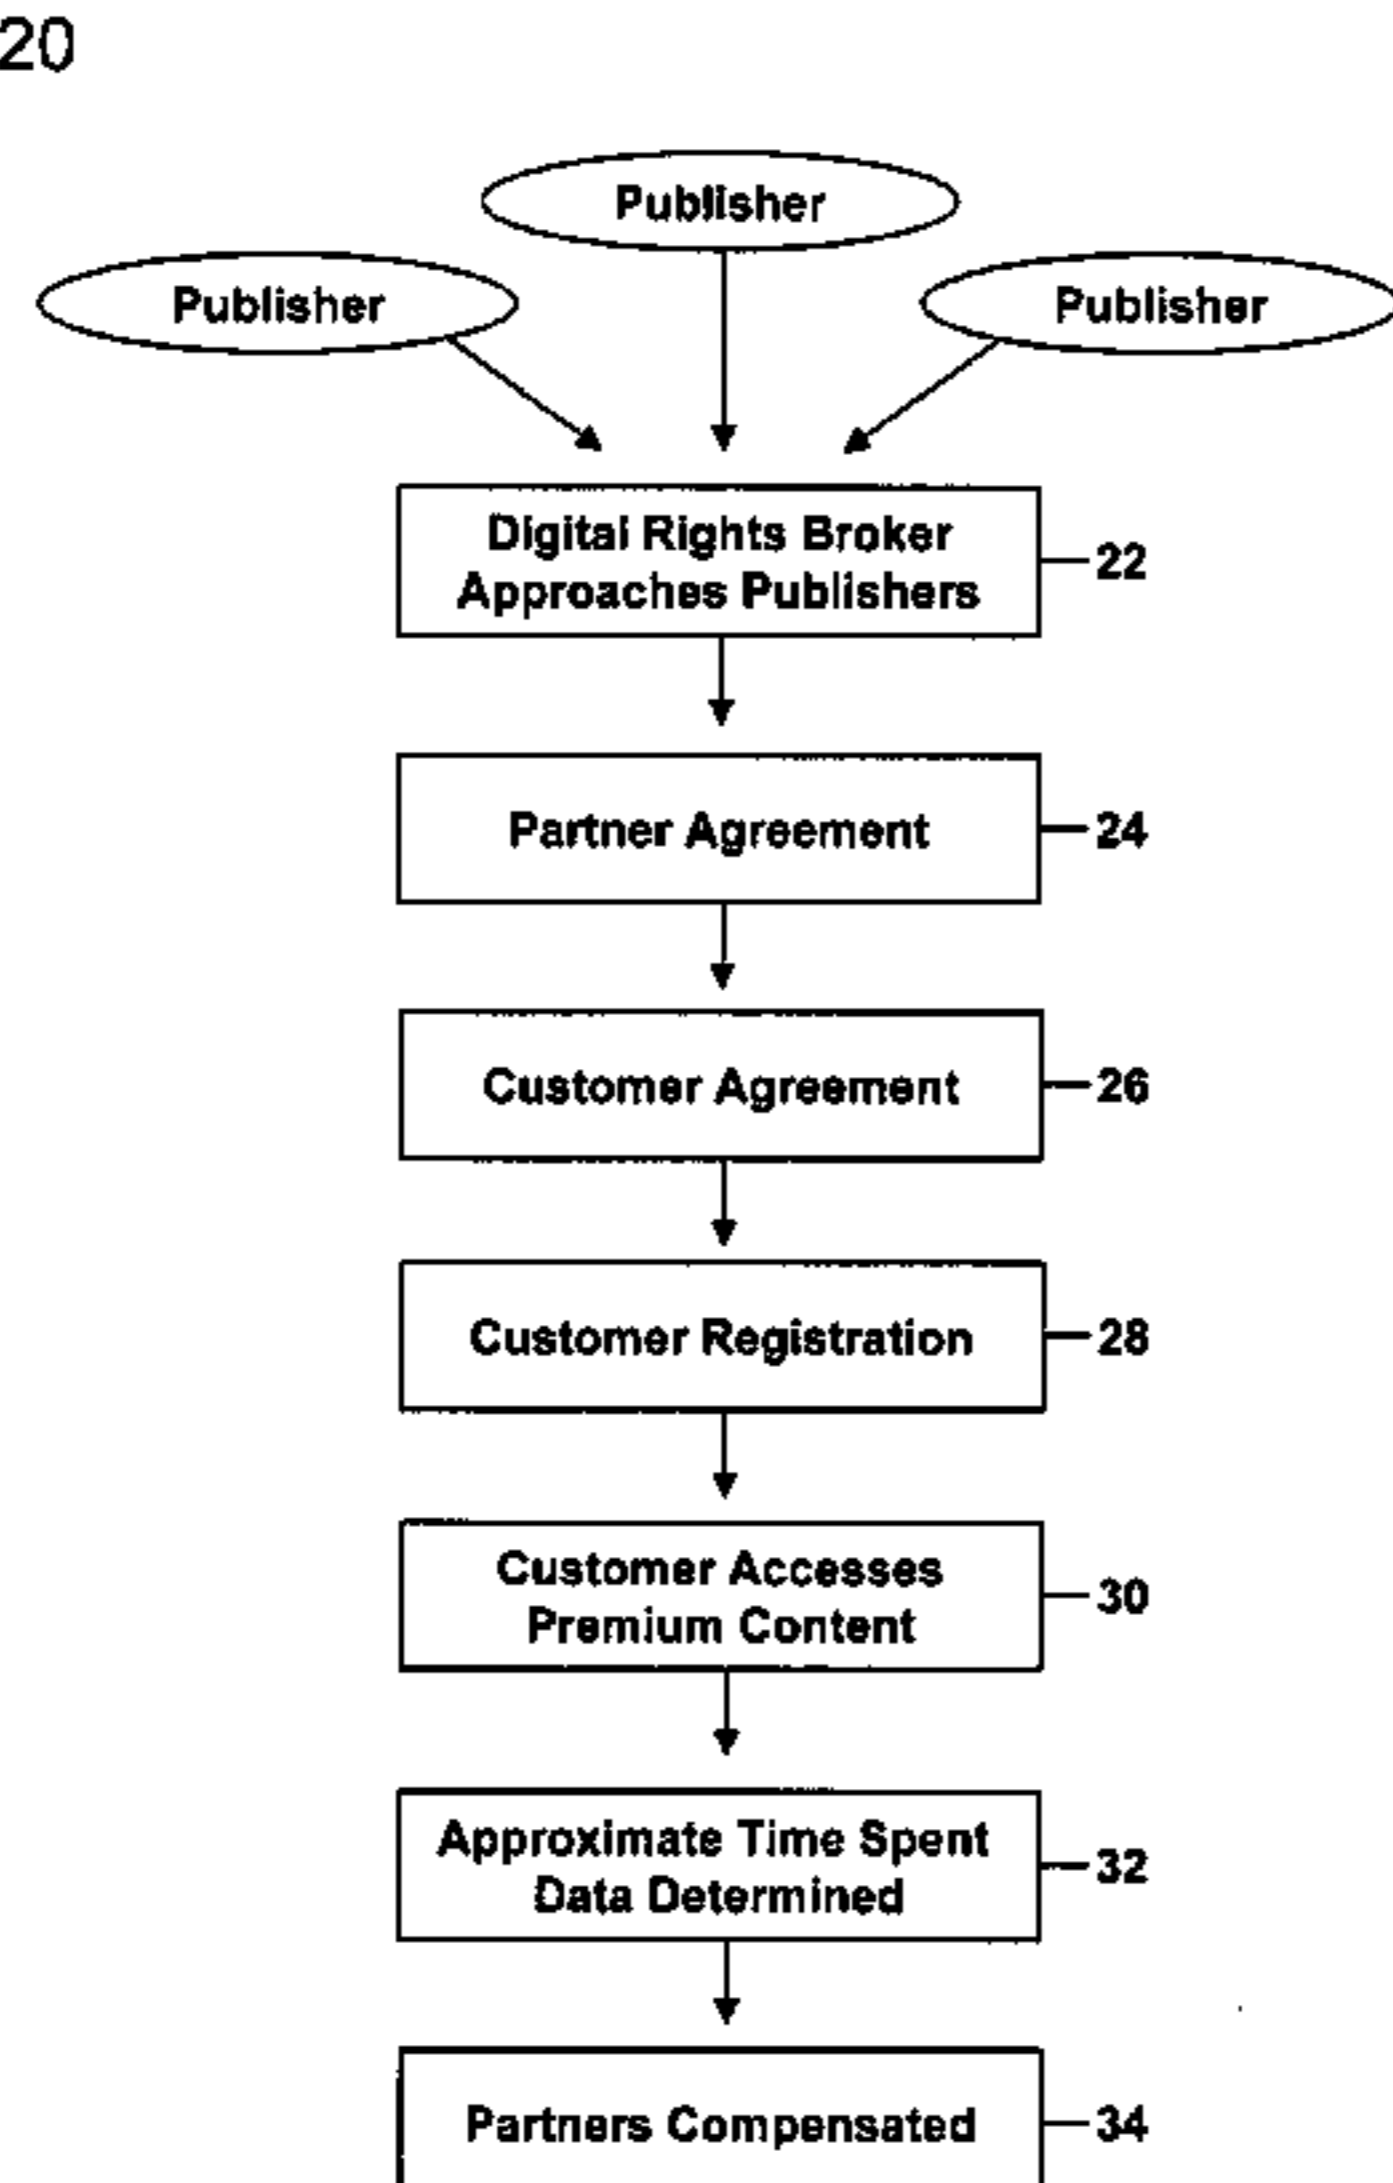 20
Publisher
Publisher
Publisher
Digital Rights Broker
Approaches Publishers
22
Partner Agreement
24
Customer Agreement
26
Customer Registration
28
Customer Accesses
Premium Content
30
Approximate Time Spent
Data Determined
32
Partners Compensated
34